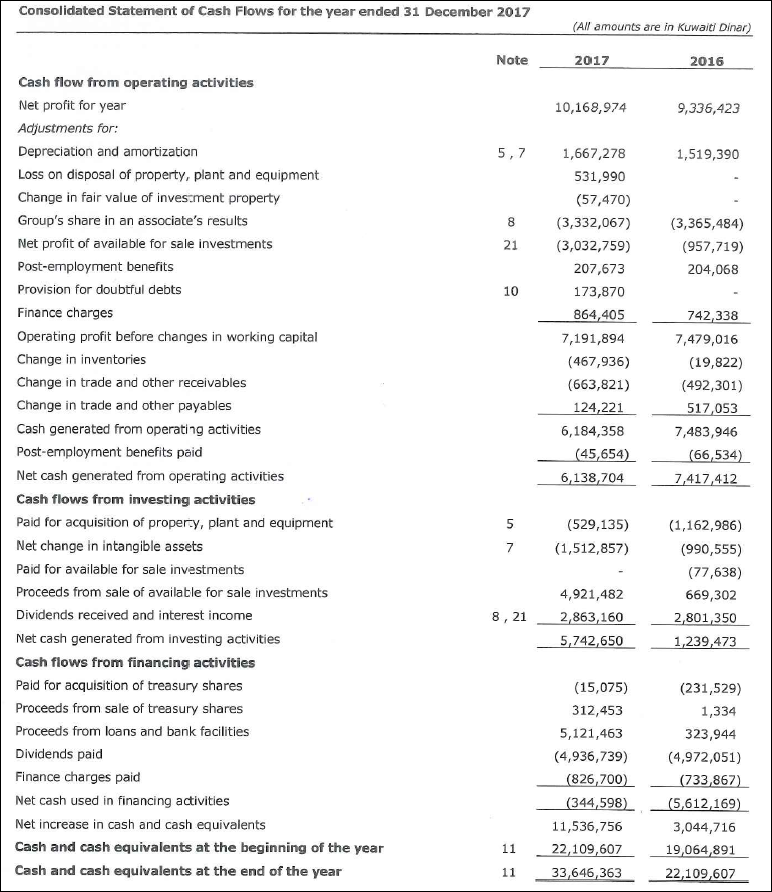 Consolidated Statement of Cash Flows for the year ended 31 December 2017
(All amounts are in Kuwaiti Dinar)
Note 2017 2016
Cash flow from operating activities
Net profit for year 10,168,974 9,336,423
Adjustments for:
Depreciation and amortization 5 , 7 1,667,278 1,519,390
Loss on disposal of property, plant and equipment 531,990 -
Change in fair value of investment property (57,470) -
Group's share in an associate's results 8 (3,332,067) (3,365,484)
Net profit of available for sale investments 21 (3,032,759) (957,719)
Post-employment benefits 207,673 204,068
Provision for doubtful debts 10 173,870 -
Finance charges 864,405 742,338
Operating profit before changes in working capital 7,191,894 7,479,016
Change in inventories (467,936) (19,822)
Change in trade and other receivables (663,821) (492,301)
Change in trade and other payables 124,221 517,053
Cash generated from operating activities 6,184,358 7,483,946
Post-employment benefits paid (45,654) (66,534)
Net cash generated from operating activities 6,138,704 7,417,412
Cash flows from investing activities
Paid for acquisition of property, plant and equipment 5 (529,135) (1,162,986)
Net change in intangible assets 7 (1,512,857) (990,555)
Paid for available for sale investments - (77,638)
Proceeds from sale of available for sale investments 4,921,482 669,302
Dividends received and interest income 8 , 21 2,863,160 2,801,350
Net cash generated from investing activities 5,742,650 1,239,473
Cash flows from financing activities
Paid for acquisition of treasury shares (15,075) (231,529)
Proceeds from sale of treasury shares 312,453 1,334
Proceeds from loans and bank facilities 5,121,463 323,944
Dividends paid (4,936,739) (4,972,051)
Finance charges paid (826,700) (733,867)
Net cash used in financing activities (344,598) (5,612,169)
Net increase in cash and cash equivalents 11,536,756 3,044,716
Cash and cash equivalents at the beginning of the year 11 22,109,607 19,064,891
Cash and cash equivalents at the end of the year 11 33,646,363 22,109,607